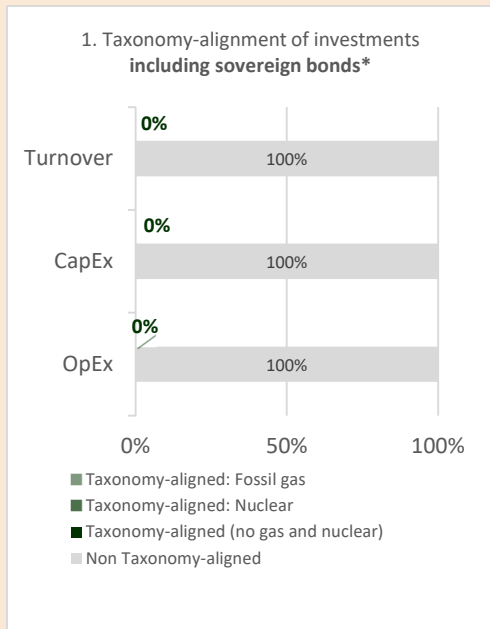 1. Taxonomy-alignment of investments
including sovereign bonds*
0%
Turnover
100%
0%
CapEx
100%
0%
OpEx
100%
0%
50%
100%
Taxonomy-aligned: Fossil gas
Taxonomy-aligned: Nuclear
Taxonomy-aligned (no gas and nuclear)
Non Taxonomy-aligned